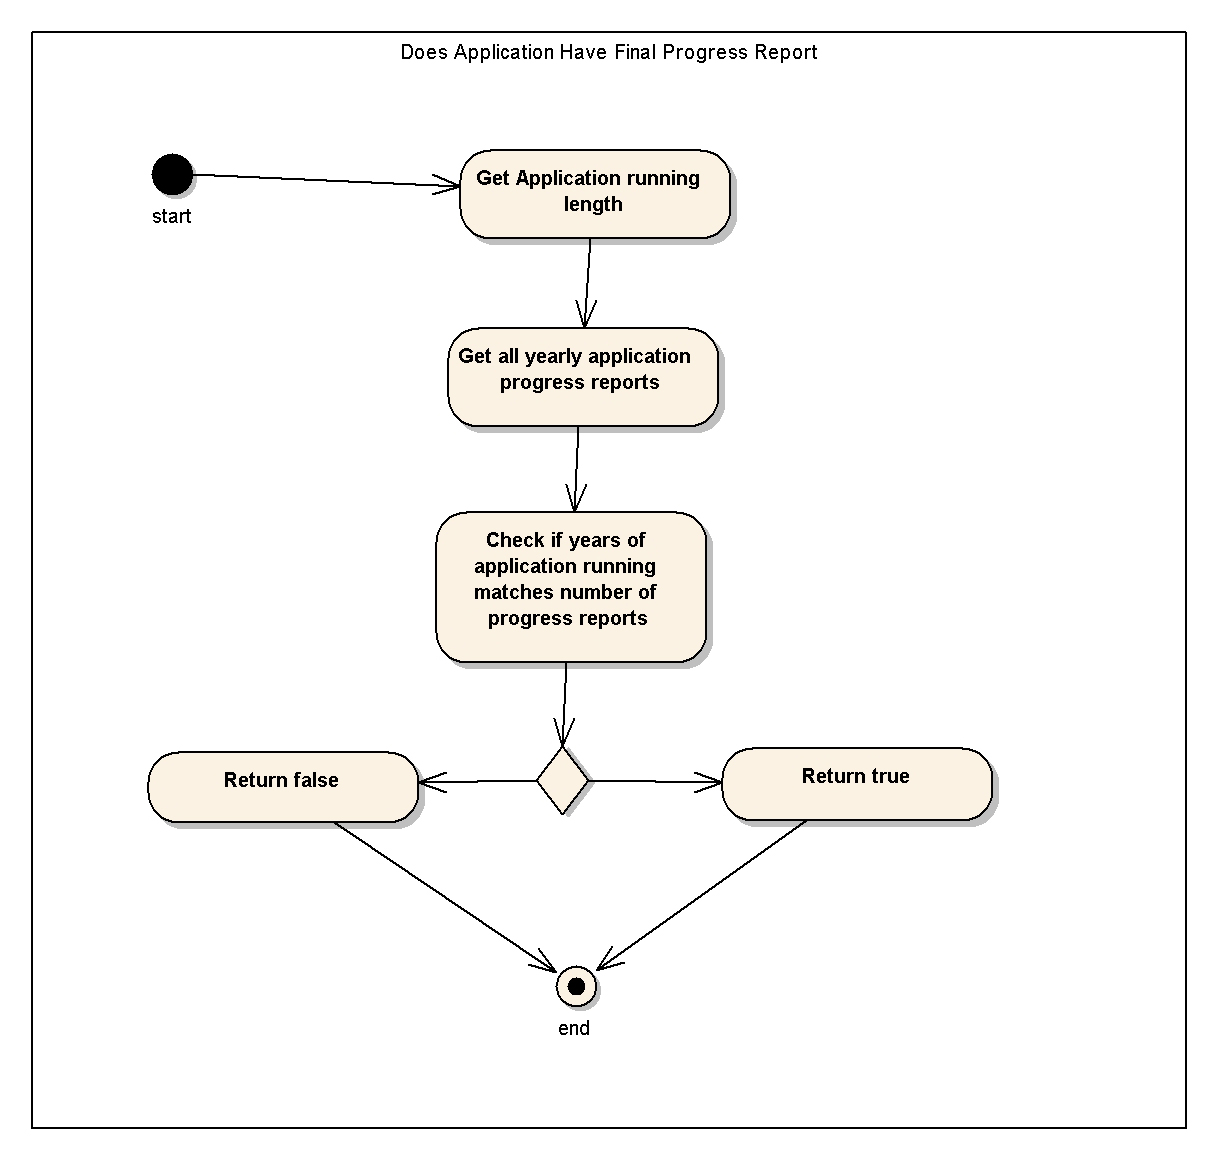 Does Application Have Final Progress Report
start
Get Application running
length
Get all yearly application
progress reports
Check if years of
application running
matches number of
progress reports
Return false
Return true
end